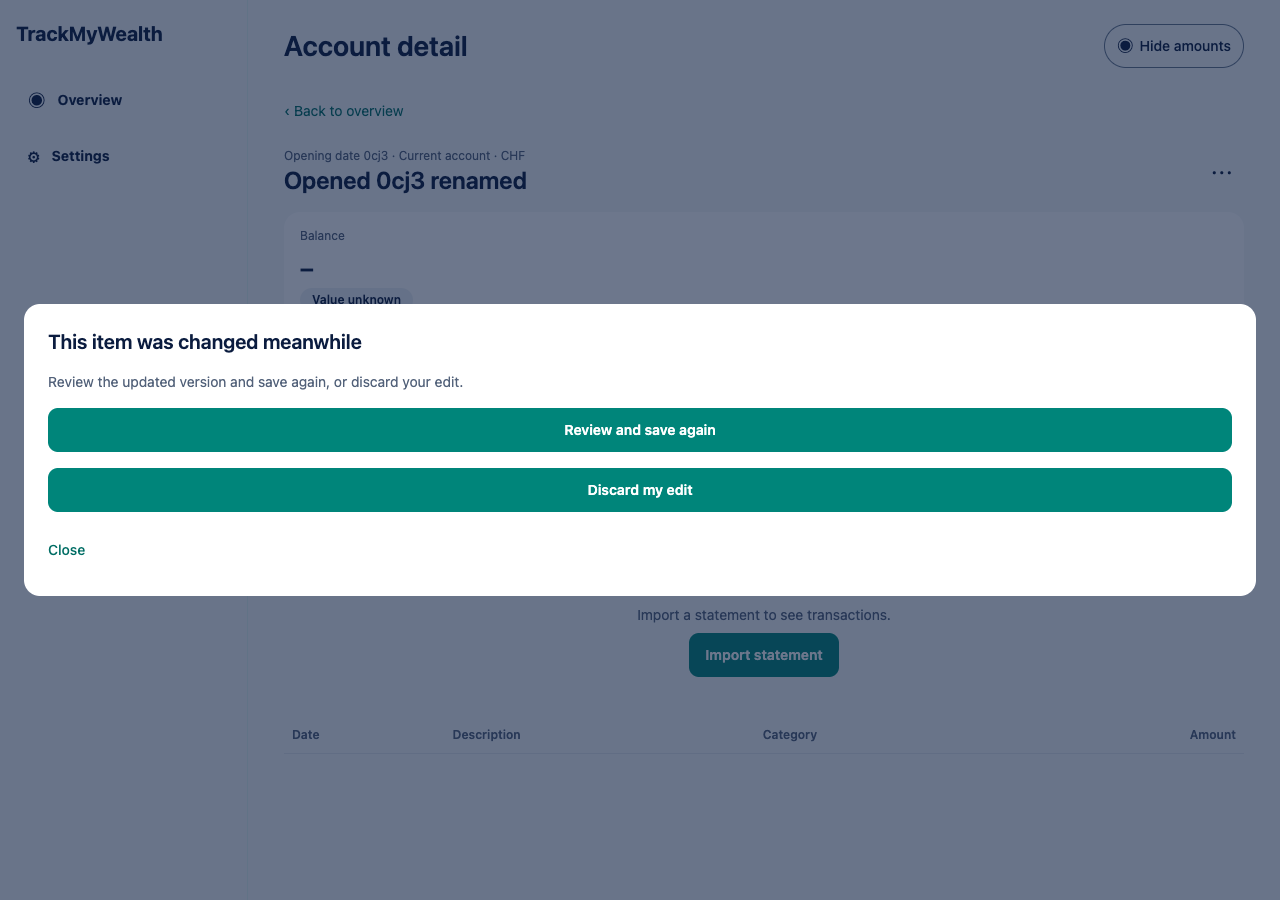 TrackMyWealth
Overview
Settings
Account detail
Hide amounts
‹ Back to overview
Opening date 0cj3 · Current account · CHF
Opened 0cj3 renamed
Balance
–
Value unknown
This item was changed meanwhile
Review the updated version and save again, or discard your edit.
Review and save again
Discard my edit
Close
Import a statement to see transactions.
Import statement
Date Description Category Amount